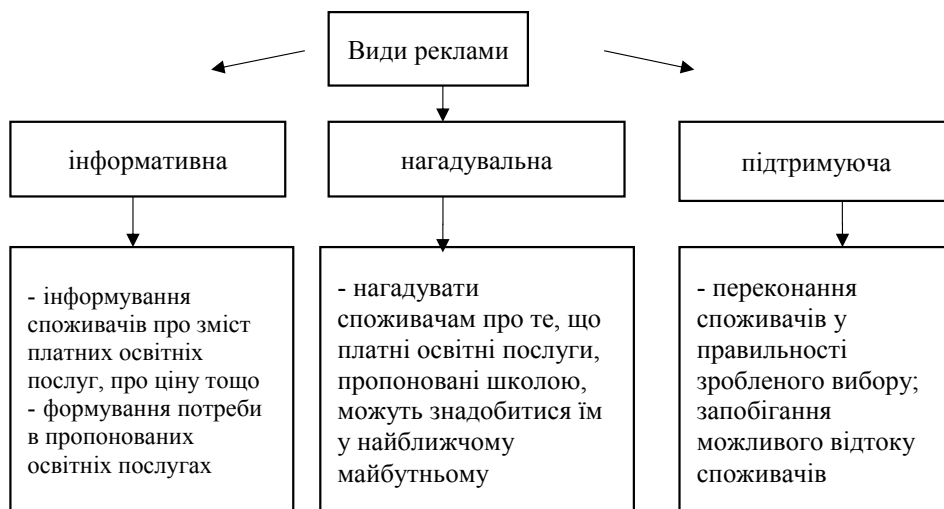 Види реклами
інформативна
нагадувальна
підтримуюча
- інформування
споживачів про зміст
платних освітніх
послуг, про ціну тощо
- формування потреби
в пропонованих
освітніх послугах
- нагадувати
споживачам про те, що
платні освітні послуги,
пропоновані школою,
можуть знадобитися їм
у найближчому
майбутньому
- переконання
споживачів у
правильності
зробленого вибору;
запобігання
можливого відтоку
споживачів